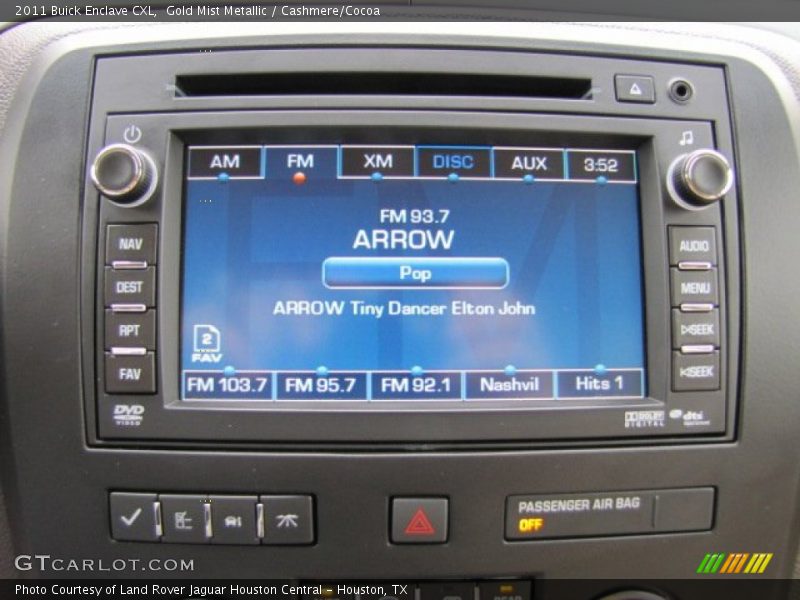 2011 Buick Enclave CXL,  Gold Mist Metallic / Cashmere/Cocoa
AM FM XM DISC AUX 3:52
FM 93.7
ARROW
Pop
ARROW Tiny Dancer Elton John
2
FAV
FM 103.7 FM 95.7 FM 92.1 Nashvil Hits 1
NAV
DEST
RPT
FAV
AUDIO
MENU
SEEK
SEEK
DVD
VIDEO
DOLBY
DIGITAL
dts
PASSENGER AIR BAG
OFF
GTCARLOT.COM
Photo Courtesy of Land Rover Jaguar Houston Central - Houston, TX